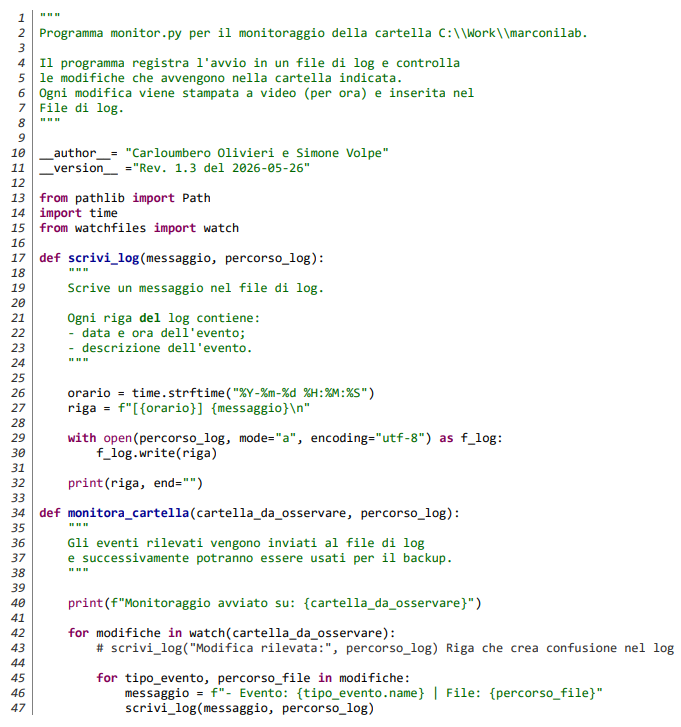 1 """
2 Programma monitor.py per il monitoraggio della cartella C:\\Work\\marconilab.
3
4 Il programma registra l'avvio in un file di log e controlla
5 le modifiche che avvengono nella cartella indicata.
6 Ogni modifica viene stampata a video (per ora) e inserita nel
7 File di log.
8 """
9
10 __author__= "Carloumbero Olivieri e Simone Volpe"
11 __version__ ="Rev. 1.3 del 2026-05-26"
12
13 from pathlib import Path
14 import time
15 from watchfiles import watch
16
17 def scrivi_log(messaggio, percorso_log):
18     """
19     Scrive un messaggio nel file di log.
20
21     Ogni riga del log contiene:
22     - data e ora dell'evento;
23     - descrizione dell'evento.
24     """
25
26     orario = time.strftime("%Y-%m-%d %H:%M:%S")
27     riga = f"[{orario}] {messaggio}\n"
28
29     with open(percorso_log, mode="a", encoding="utf-8") as f_log:
30         f_log.write(riga)
31
32     print(riga, end="")
33
34 def monitora_cartella(cartella_da_osservare, percorso_log):
35     """
36     Gli eventi rilevati vengono inviati al file di log
37     e successivamente potranno essere usati per il backup.
38     """
39
40     print(f"Monitoraggio avviato su: {cartella_da_osservare}")
41
42     for modifiche in watch(cartella_da_osservare):
43         # scrivi_log("Modifica rilevata:", percorso_log) Riga che crea confusione nel log
44
45         for tipo_evento, percorso_file in modifiche:
46             messaggio = f"- Evento: {tipo_evento.name} | File: {percorso_file}"
47             scrivi_log(messaggio, percorso_log)